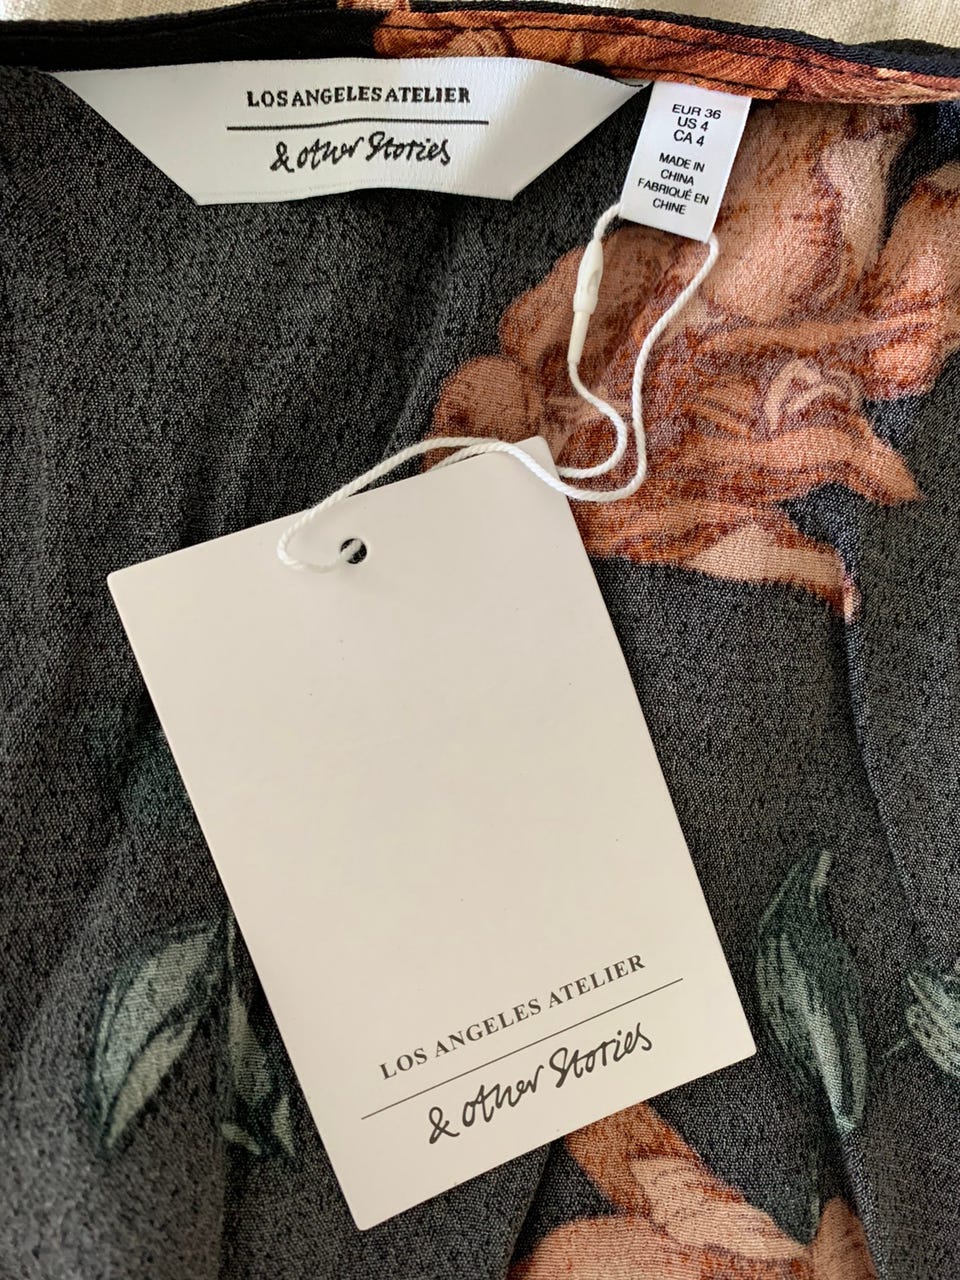 LOS ANGELES ATELIER
& other Stories
EUR 36
US 4
CA 4
MADE IN
CHINA
FABRIQUÉ EN
CHINE
LOS ANGELES ATELIER
& other Stories